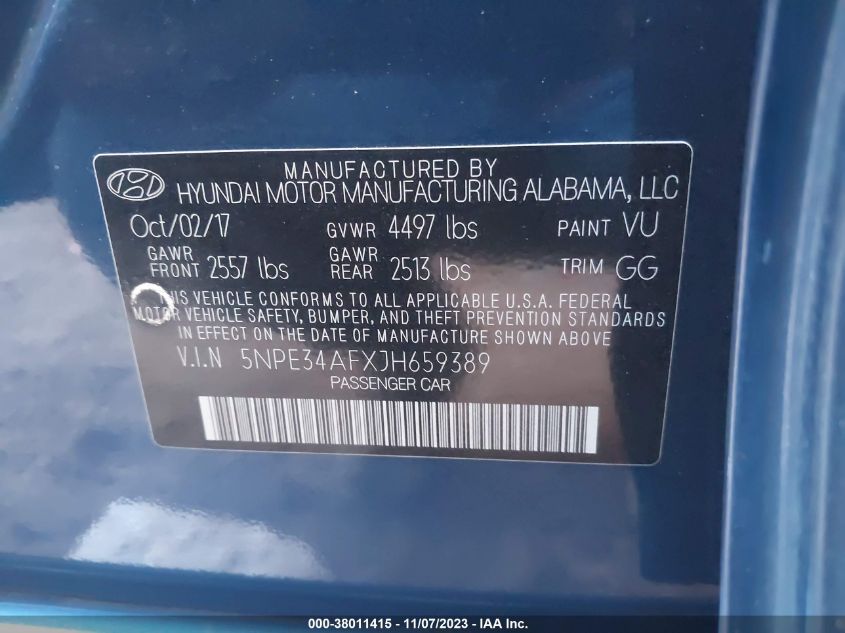 MANUFACTURED BY
HYUNDAI MOTOR MANUFACTURING ALABAMA, LLC
Oct/02/17 GVWR 4497 lbs PAINT VU
GAWR FRONT 2557 lbs GAWR REAR 2513 lbs TRIM GG
THIS VEHICLE CONFORMS TO ALL APPLICABLE U.S.A. FEDERAL
MOTOR VEHICLE SAFETY, BUMPER, AND THEFT PREVENTION STANDARDS
IN EFFECT ON THE DATE OF MANUFACTURE SHOWN ABOVE
V.I.N 5NPE34AFXJH659389
PASSENGER CAR
000-38011415 - 11/07/2023 - IAA Inc.